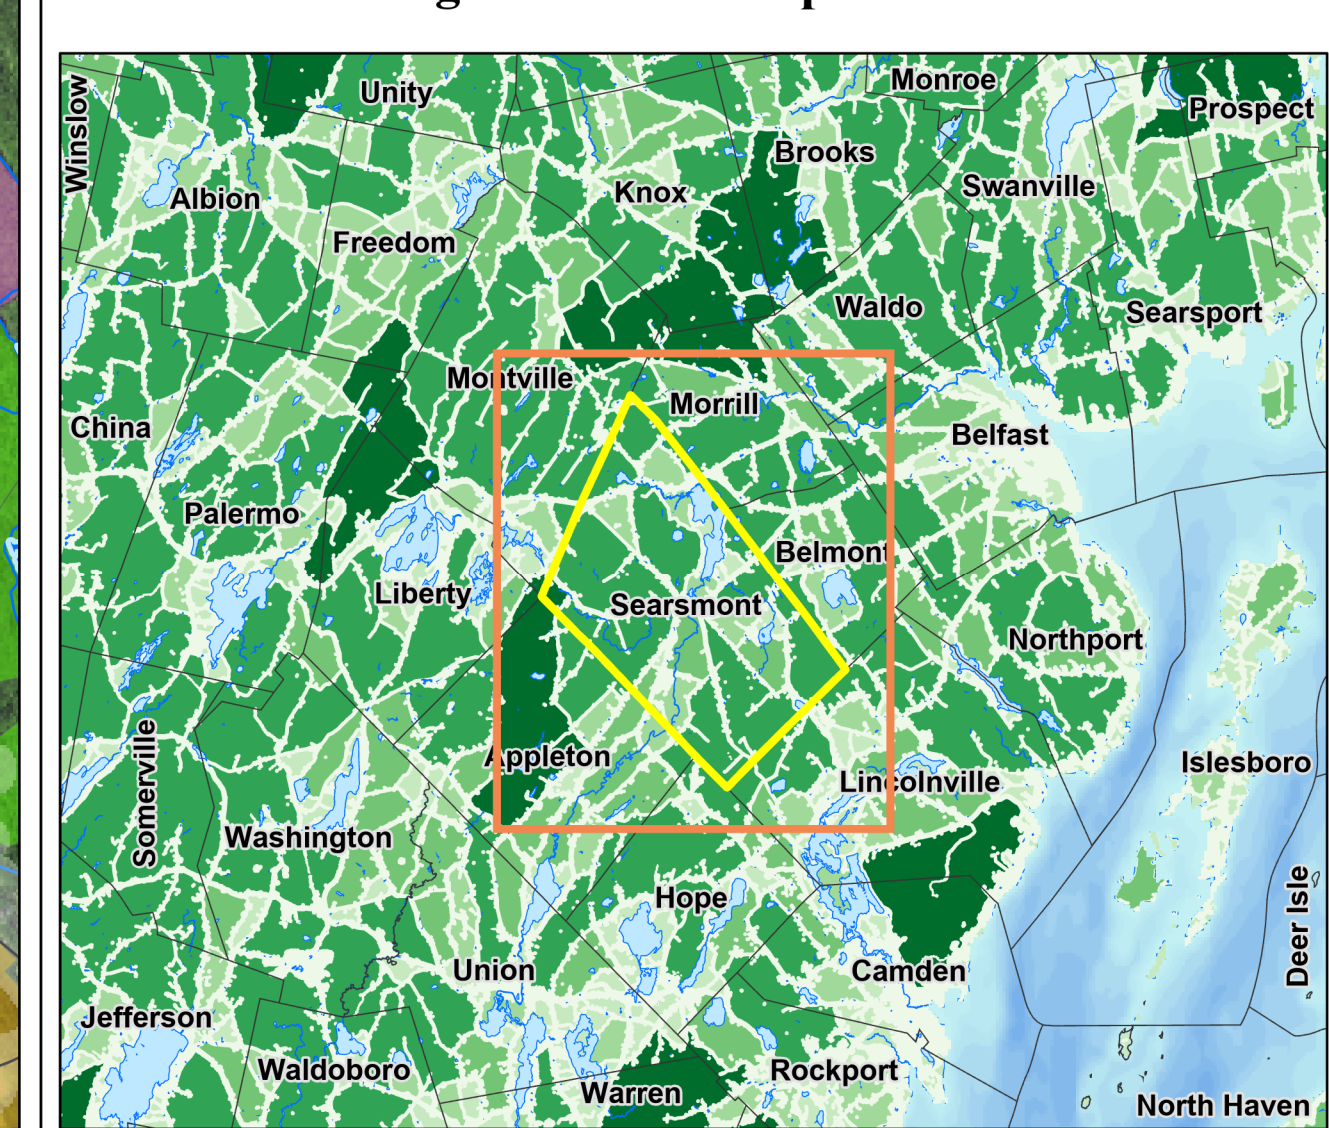 Monroe
Unity
Prospect
Winslow
Brooks
Swanville
Knox
Albion
Freedom
Waldo
Searsport
Montville
Morrill
China
Belfast
Palermo
Belmont
Liberty
Searsmont
Northport
Somerville
Appleton
Islesboro
Lincolnville
Washington
Hope
Deer Isle
Union
Camden
Jefferson
Waldoboro
Rockport
Warren
North Haven